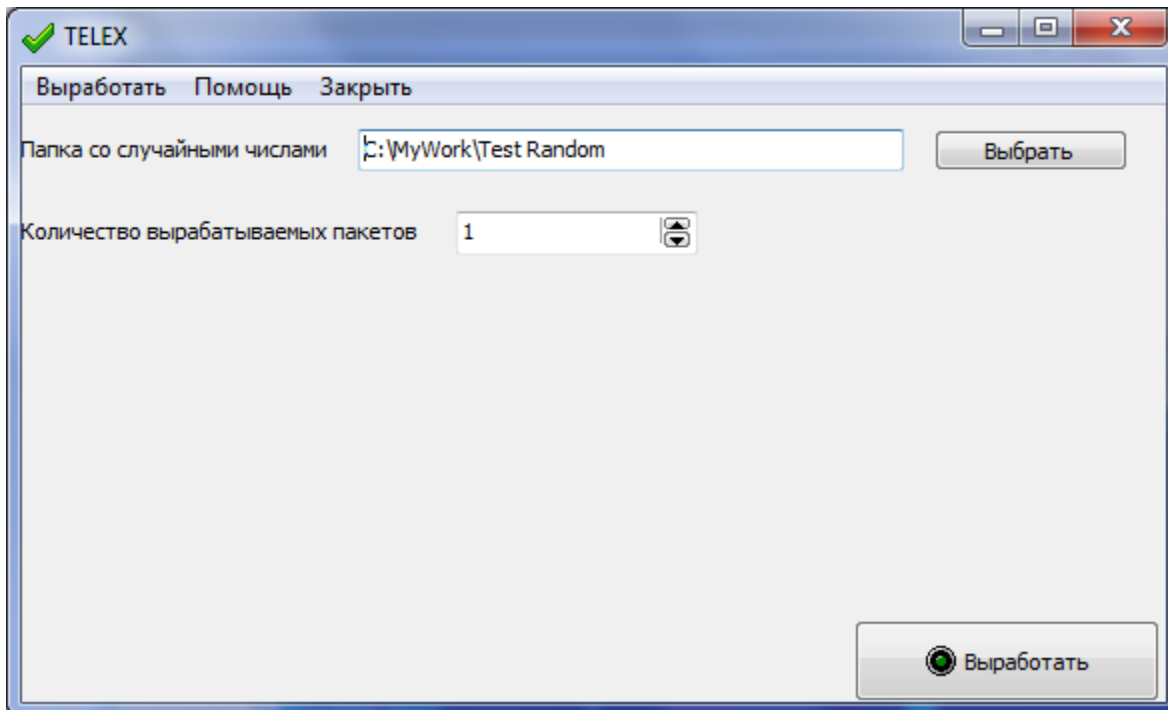 TELEX
Выработать Помощь Закрыть
Папка со случайными числами C:\MyWork\Test Random Выбрать
Количество вырабатываемых пакетов 1
Выработать